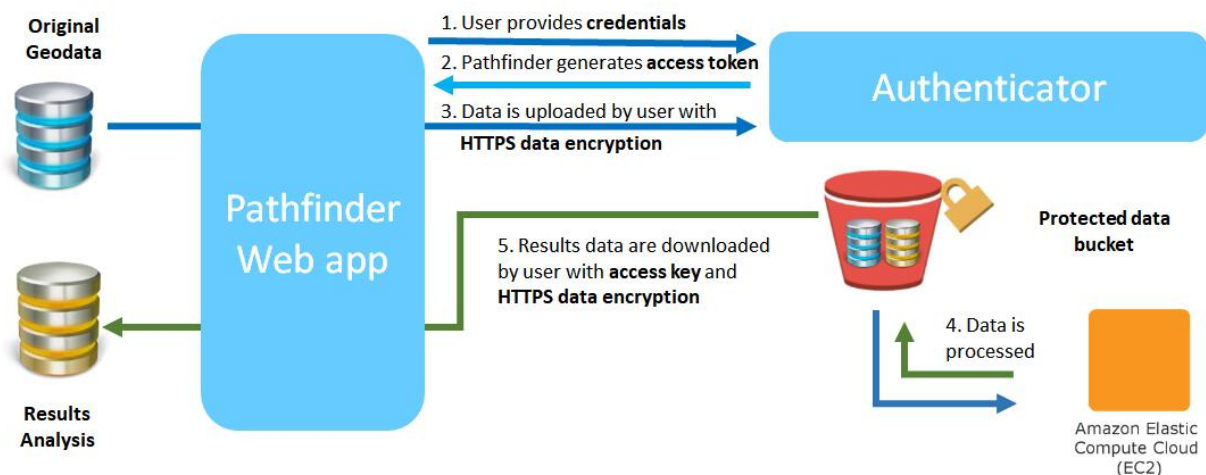 Original
Geodata
Pathfinder
Web app
1. User provides credentials
2. Pathfinder generates access token
3. Data is uploaded by user with
HTTPS data encryption
Authenticator
Protected data
bucket
5. Results data are downloaded
by user with access key and
HTTPS data encryption
4. Data is
processed
Results
Analysis
Amazon Elastic
Compute Cloud
(EC2)